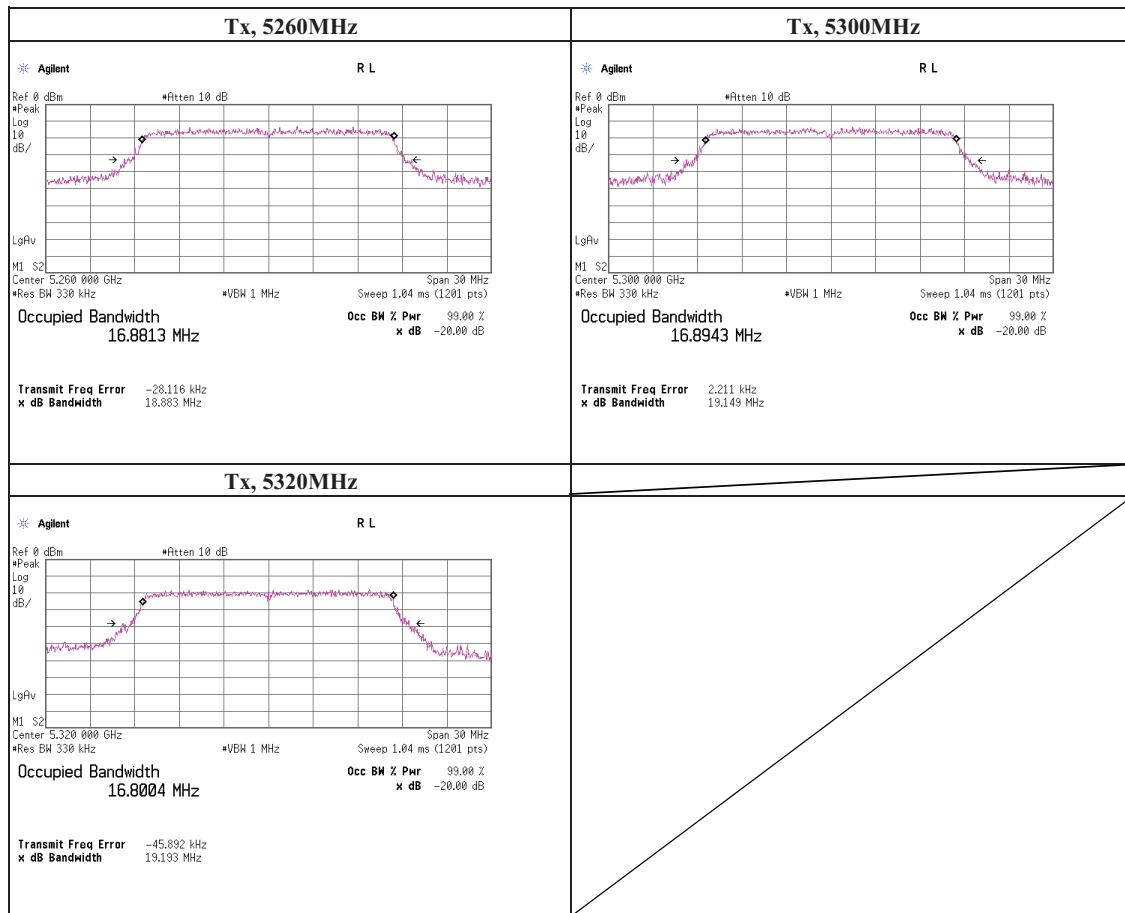 Tx, 5260MHz
Agilent
R L
Ref 0 dBm
#Atten 10 dB
#Peak
Log
10
dB/
LgAv
M1 S2
Center 5.260 000 GHz
Span 30 MHz
#Res BW 330 kHz
#VBW 1 MHz
Sweep 1.04 ms (1201 pts)
Occupied Bandwidth
16.8813 MHz
Occ BW % Pwr 99.00 %
x dB -20.00 dB
Transmit Freq Error -28.116 kHz
x dB Bandwidth 18.883 MHz
Tx, 5300MHz
Agilent
R L
Ref 0 dBm
#Atten 10 dB
#Peak
Log
10
dB/
LgAv
M1 S2
Center 5.300 000 GHz
Span 30 MHz
#Res BW 330 kHz
#VBW 1 MHz
Sweep 1.04 ms (1201 pts)
Occupied Bandwidth
16.8943 MHz
Occ BW % Pwr 99.00 %
x dB -20.00 dB
Transmit Freq Error 2.211 kHz
x dB Bandwidth 19.149 MHz
Tx, 5320MHz
Agilent
R L
Ref 0 dBm
#Atten 10 dB
#Peak
Log
10
dB/
LgAv
M1 S2
Center 5.320 000 GHz
Span 30 MHz
#Res BW 330 kHz
#VBW 1 MHz
Sweep 1.04 ms (1201 pts)
Occupied Bandwidth
16.8004 MHz
Occ BW % Pwr 99.00 %
x dB -20.00 dB
Transmit Freq Error -45.892 kHz
x dB Bandwidth 19.193 MHz